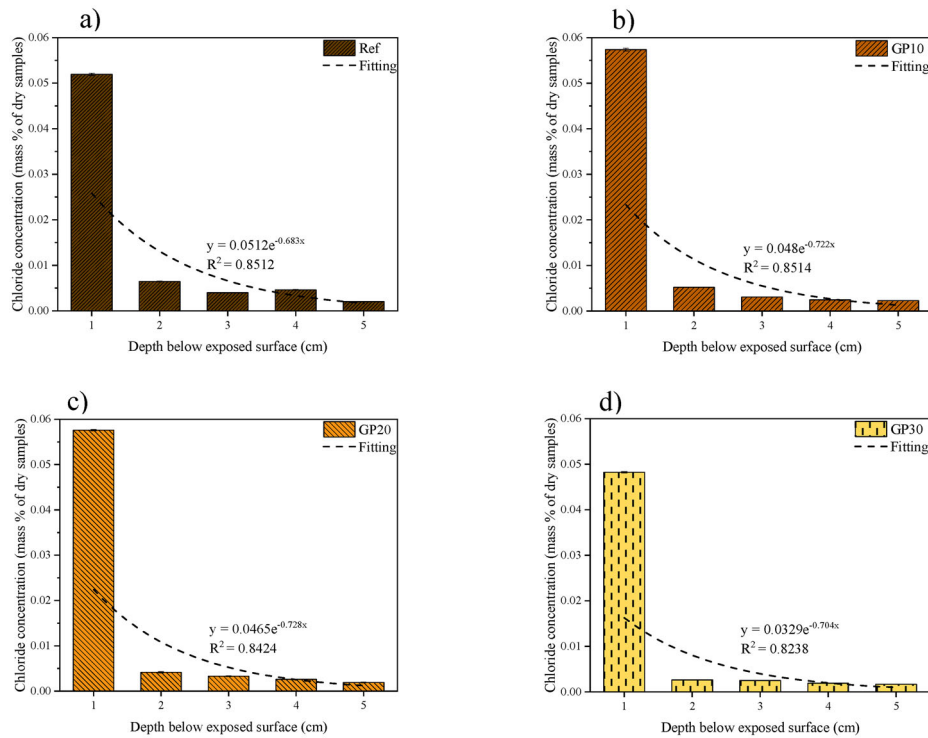 a)
Ref
Fitting
Chloride concentration (mass % of dry samples)
0.06
0.05
0.04
0.03
0.02
0.01
0.00
y = 0.0512e^-0.683x
R² = 0.8512
1 2 3 4 5
Depth below exposed surface (cm)
b)
GP10
Fitting
Chloride concentration (mass % of dry samples)
0.06
0.05
0.04
0.03
0.02
0.01
0.00
y = 0.048e^-0.722x
R² = 0.8514
1 2 3 4 5
Depth below exposed surface (cm)
c)
GP20
Fitting
Chloride concentration (mass % of dry samples)
0.06
0.05
0.04
0.03
0.02
0.01
0.00
y = 0.0465e^-0.728x
R² = 0.8424
1 2 3 4 5
Depth below exposed surface (cm)
d)
GP30
Fitting
Chloride concentration (mass % of dry samples)
0.06
0.05
0.04
0.03
0.02
0.01
0.00
y = 0.0329e^-0.704x
R² = 0.8238
1 2 3 4 5
Depth below exposed surface (cm)